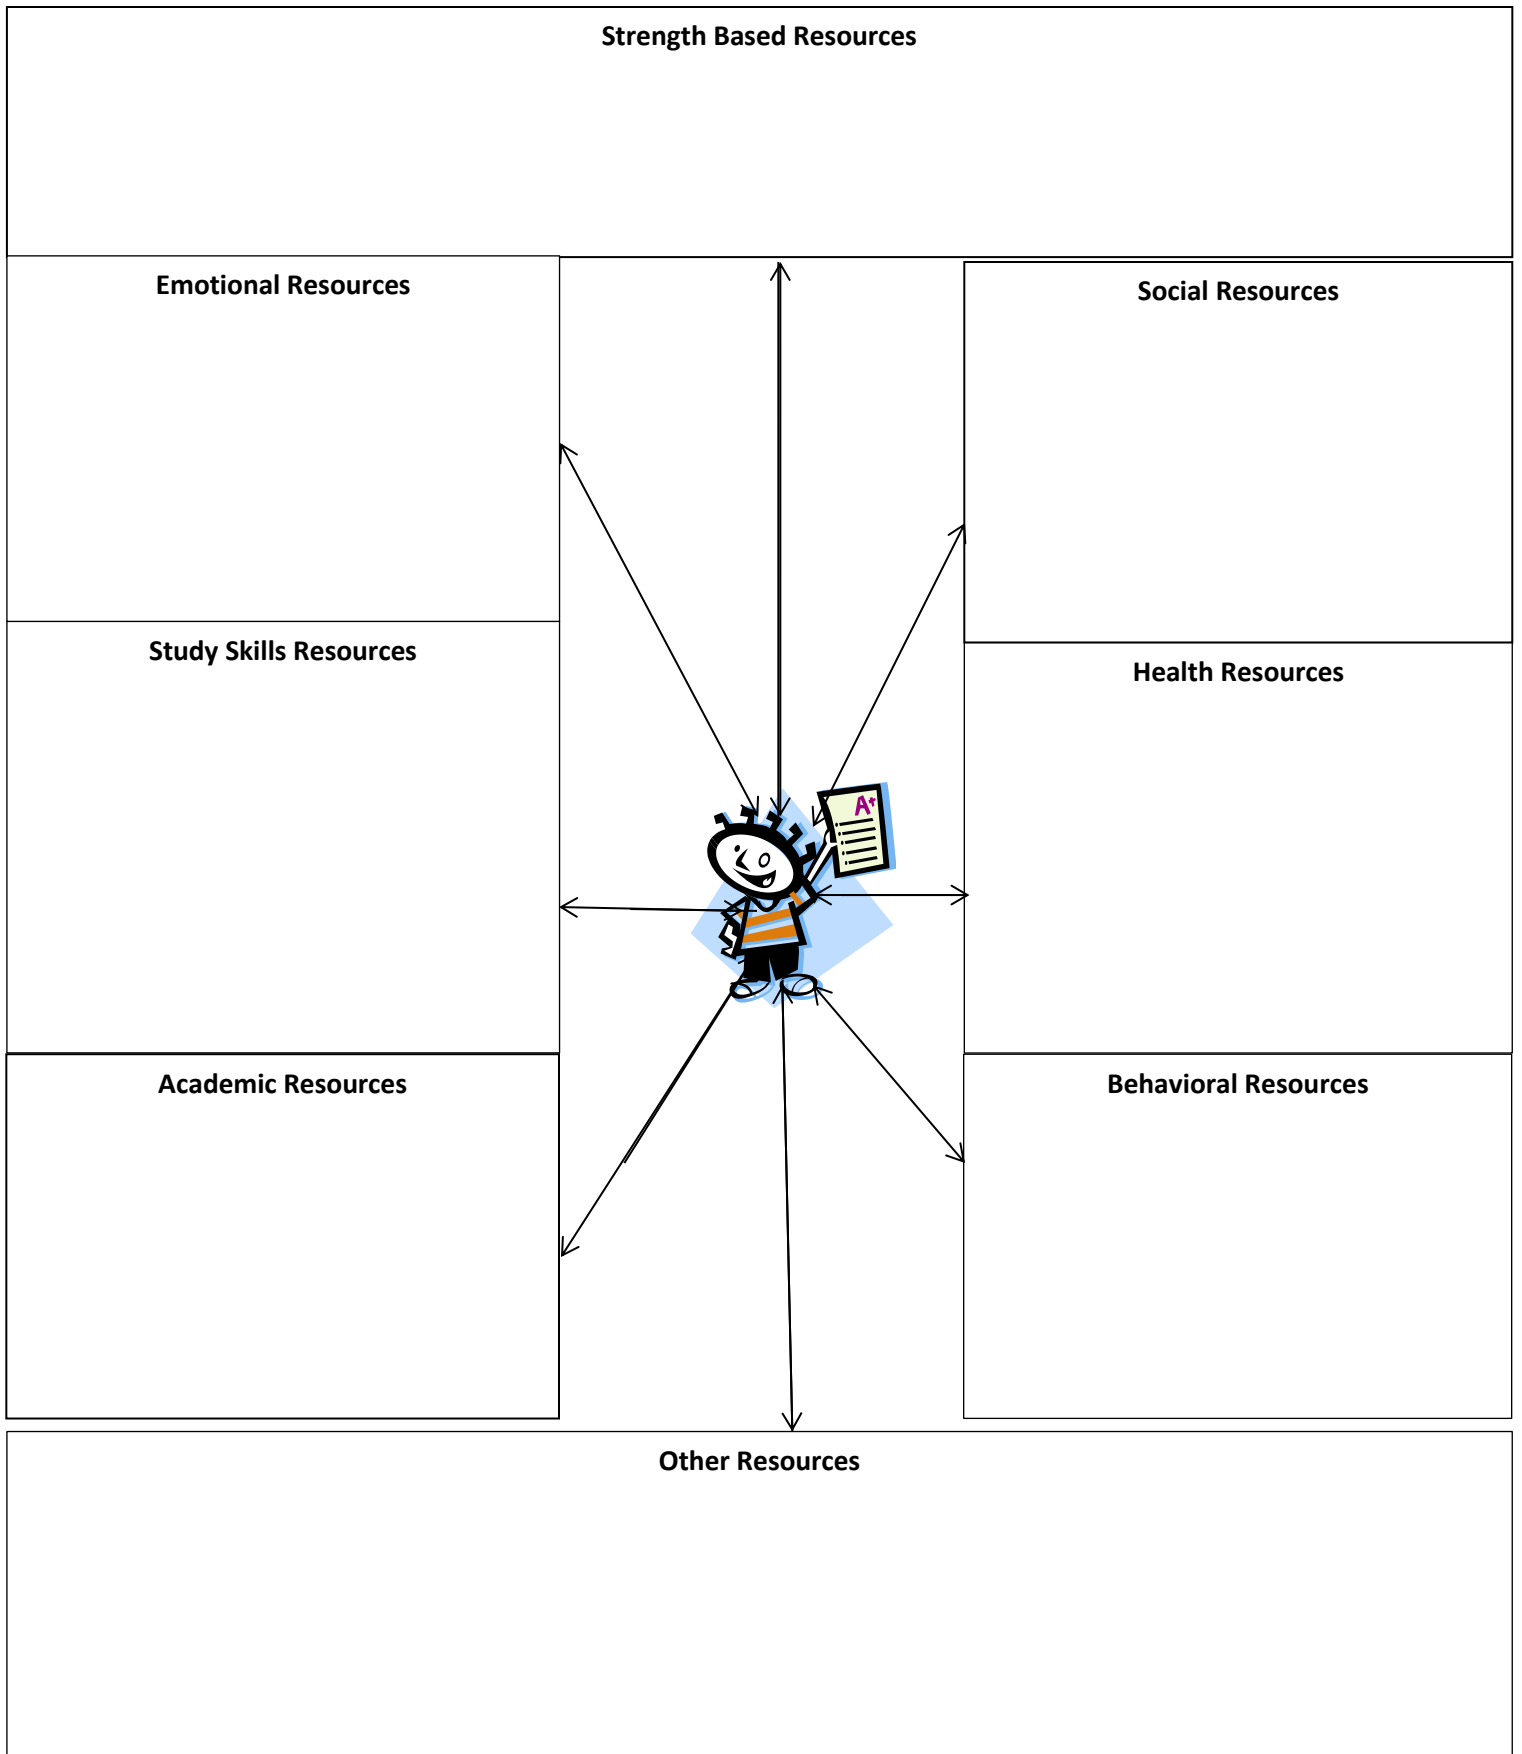 Strength Based Resources
Emotional Resources
Social Resources
Study Skills Resources
Health Resources
A+
Academic Resources
Behavioral Resources
Other Resources